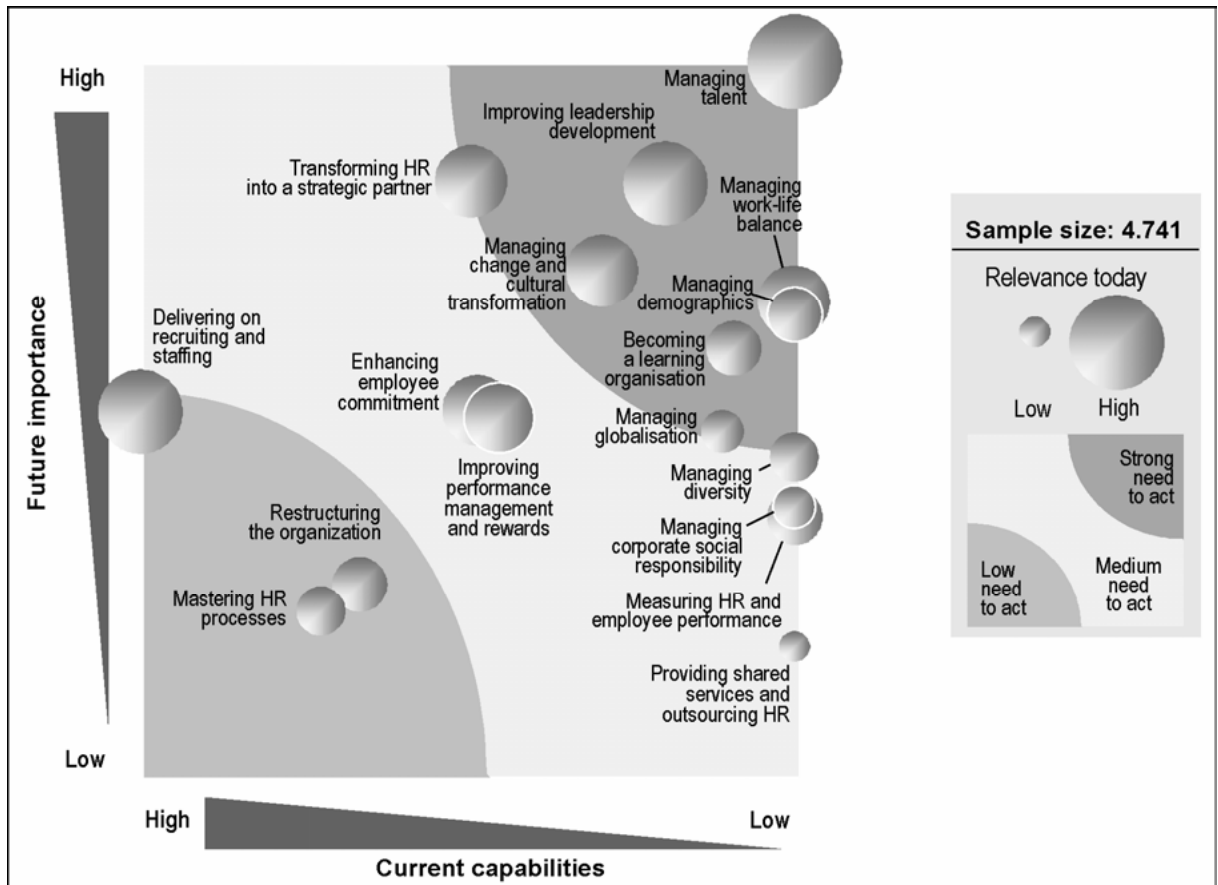 High
Future importance
Low
High
Low
Current capabilities
Managing
talent
Improving leadership
development
Transforming HR
into a strategic partner
Managing
work-life
balance
Managing
change and
cultural
transformation
Managing
demographics
Delivering on
recruiting and
staffing
Becoming
a learning
organisation
Enhancing
employee
commitment
Managing
globalisation
Improving
performance
management
and rewards
Managing
diversity
Restructuring
the organization
Managing
corporate social
responsibility
Mastering HR
processes
Measuring HR and
employee performance
Providing shared
services and
outsourcing HR
Sample size: 4.741
Relevance today
Low
High
Strong
need
to act
Low
need
to act
Medium
need
to act